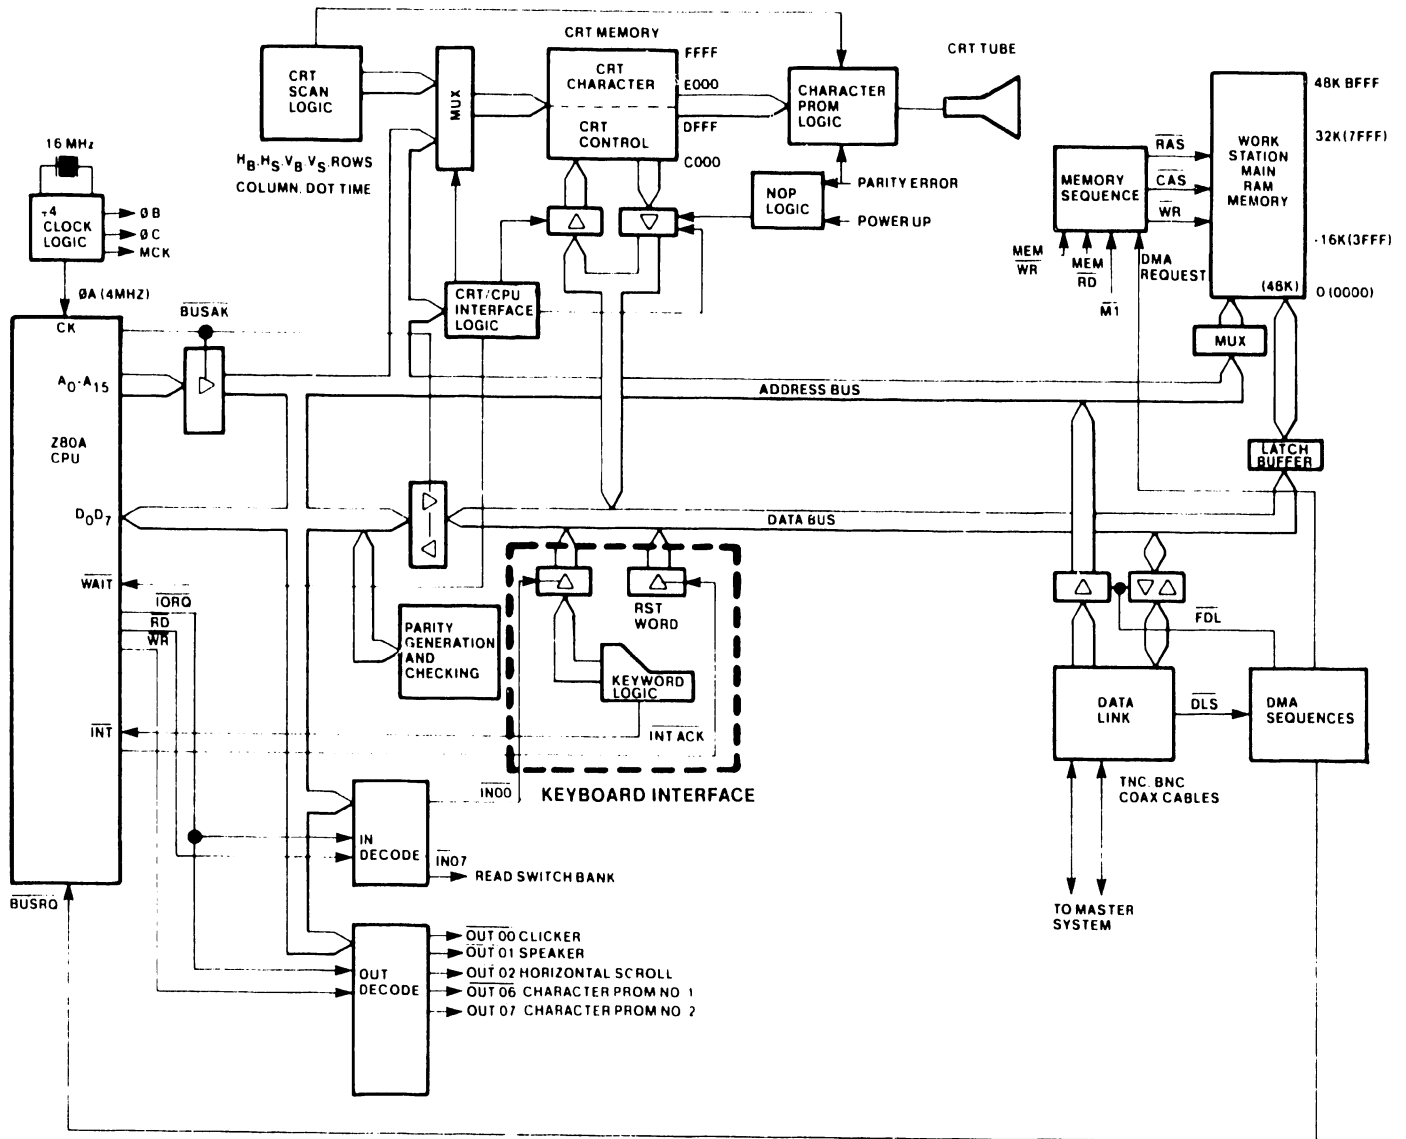 CRT MEMORY
CRT TUBE
CRT
SCAN
LOGIC
MUX
CRT
CHARACTER
CRT
CONTROL
FFFF
E000
DFFF
C000
CHARACTER
PROM
LOGIC
48K BFFF
32K(7FFF)
-16K(3FFF)
0(0000)
WORK
STATION
MAIN
RAM
MEMORY
(48K)
16 MHz
÷4
CLOCK
LOGIC
ØB
ØC
MCK
HB.HS.VB VS.ROWS
COLUMN. DOT TIME
NOP
LOGIC
PARITY ERROR
POWER UP
MEMORY
SEQUENCE
RAS
CAS
WR
MEM
WR
MEM
RD
M1
DMA
REQUEST
ØA (4MHZ)
BUSAK
CRT/CPU
INTERFACE
LOGIC
MUX
CK
A0-A15
ADDRESS BUS
Z80A
CPU
LATCH
BUFFER
D0D7
DATA BUS
WAIT
IORQ
RD
WR
PARITY
GENERATION
AND
CHECKING
RST
WORD
KEYWORD
LOGIC
FDL
DATA
LINK
DLS
DMA
SEQUENCES
INT
INT ACK
IN00
KEYBOARD INTERFACE
TNC. BNC
COAX CABLES
IN
DECODE
IN07
READ SWITCH BANK
BUSRQ
TO MASTER
SYSTEM
OUT
DECODE
OUT 00 CLICKER
OUT 01 SPEAKER
OUT 02 HORIZONTAL SCROLL
OUT 06 CHARACTER PROM NO 1
OUT 07 CHARACTER PROM NO 2